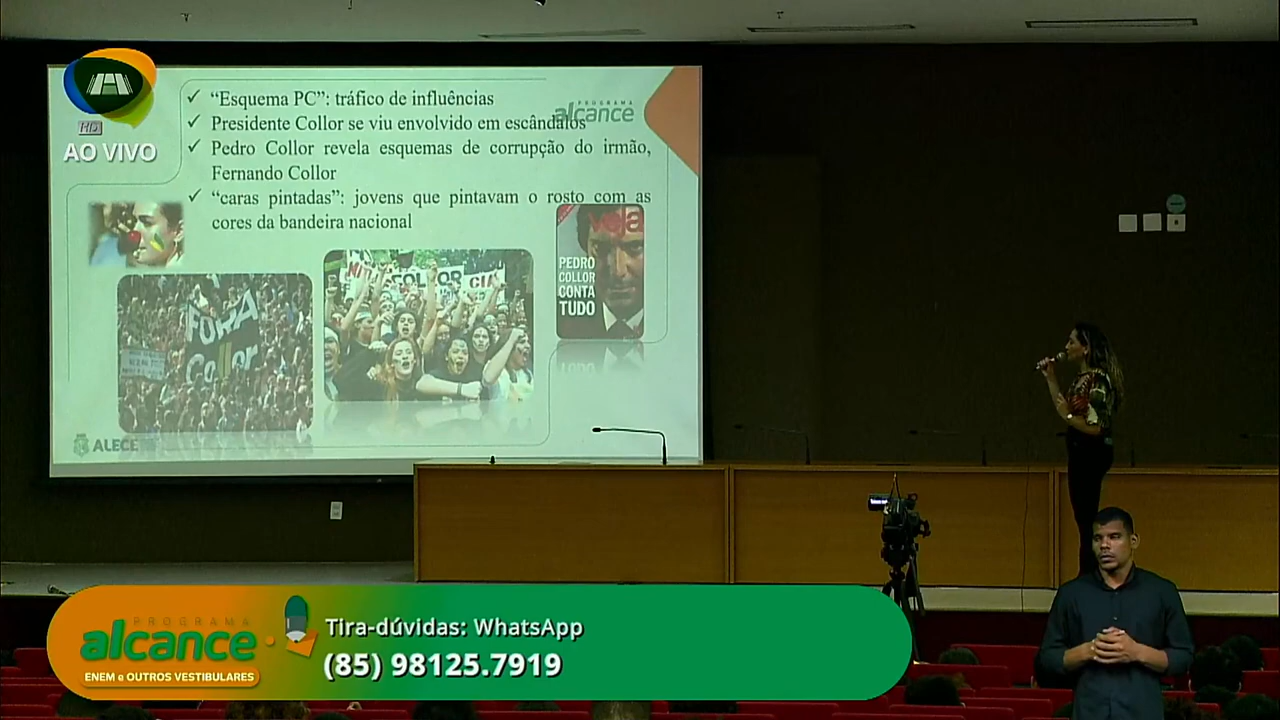 HD
AO VIVO
✓ “Esquema PC”: tráfico de influências
PROGRAMA
alcance
✓ Presidente Collor se viu envolvido em escândalos
✓ Pedro Collor revela esquemas de corrupção do irmão,
Fernando Collor
✓ “caras pintadas”: jovens que pintavam o rosto com as
cores da bandeira nacional
veja
PEDRO
COLLOR
CONTA
TUDO
FORA
Collor
COLLOR
ALECE
PROGRAMA
alcance
ENEM e OUTROS VESTIBULARES
Tira-dúvidas: WhatsApp
(85) 98125.7919